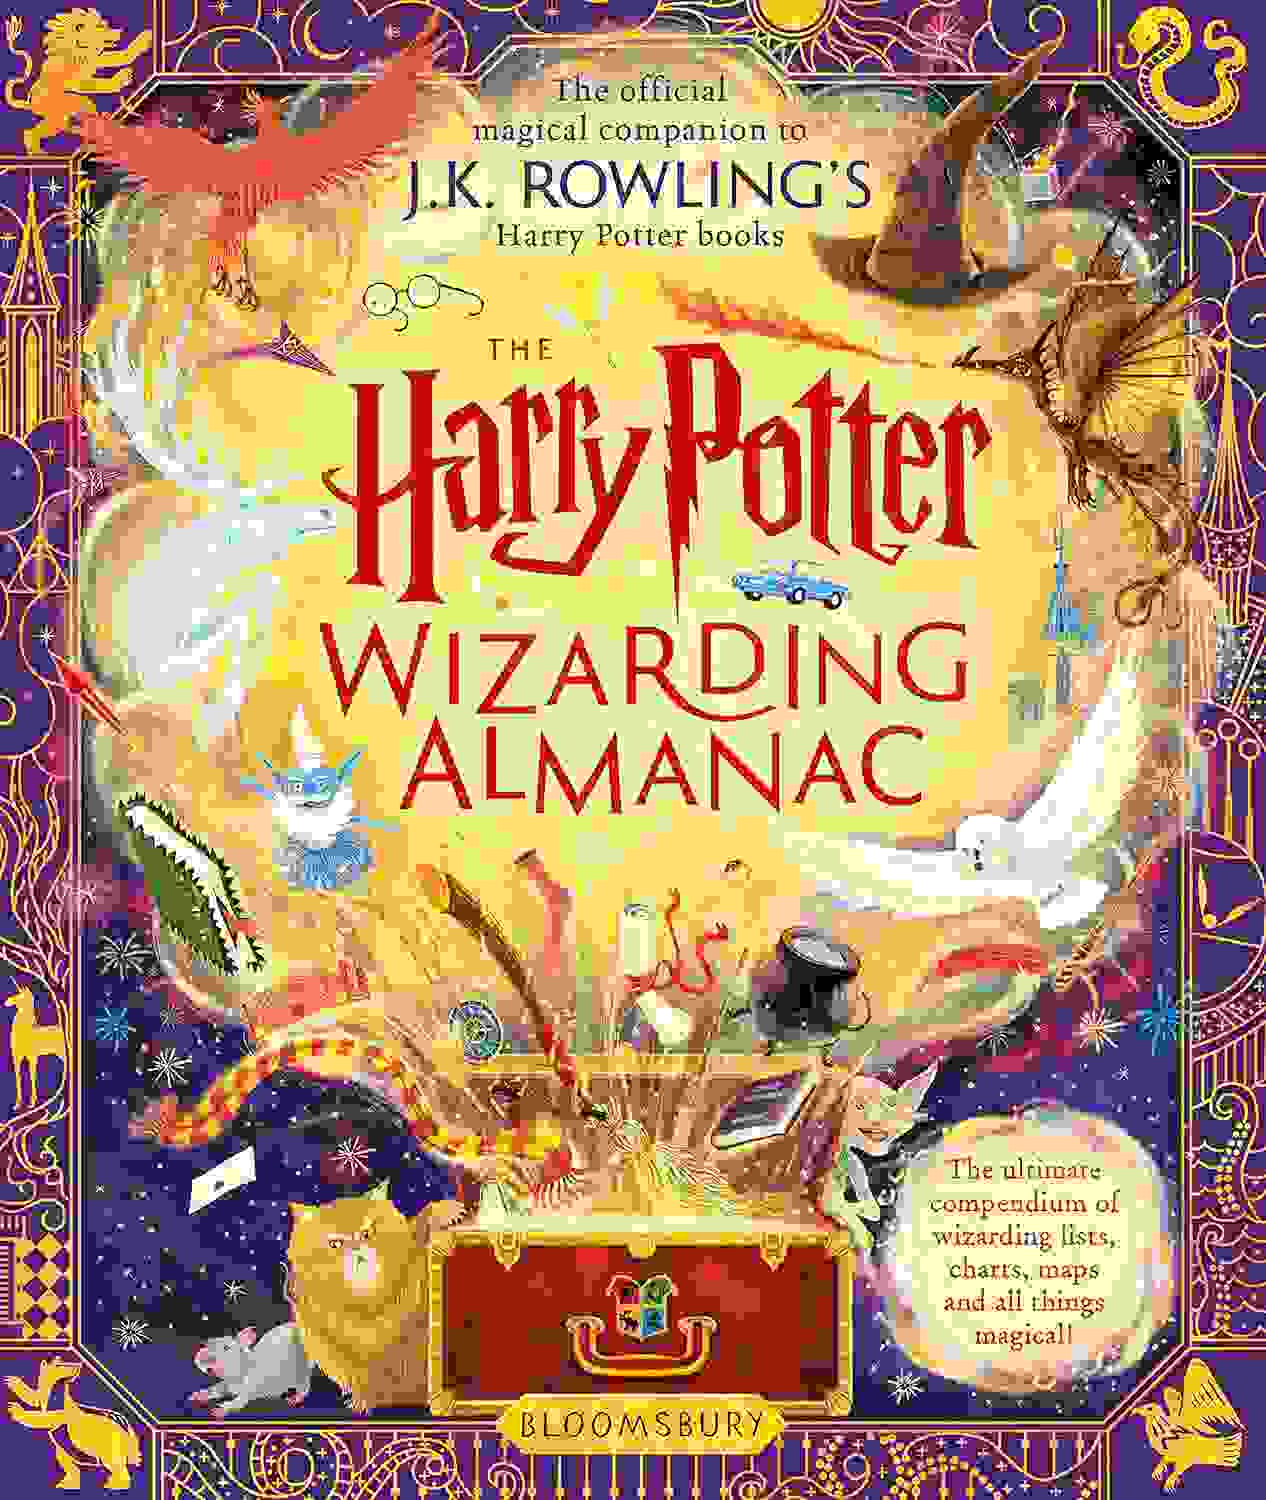 The official
magical companion to
J.K. ROWLING'S
Harry Potter books
THE
Harry Potter
WIZARDING
ALMANAC
The ultimate
compendium of
wizarding lists,
charts, maps
and all things
magical!
BLOOMSBURY